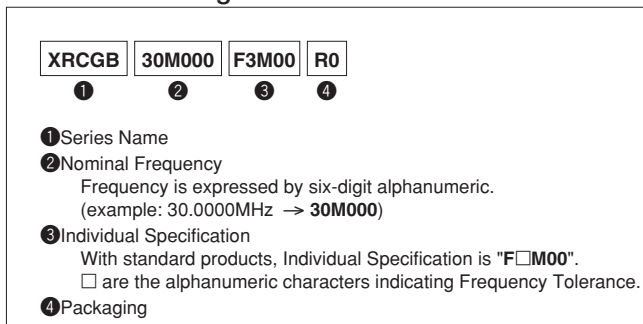 XRCGB 30M000 F3M00 R0
❶ ❷ ❸ ❹
❶Series Name
❷Nominal Frequency
Frequency is expressed by six-digit alphanumeric.
(example: 30.0000MHz → 30M000)
❸Individual Specification
With standard products, Individual Specification is "F□M00".
□ are the alphanumeric characters indicating Frequency Tolerance.
❹Packaging